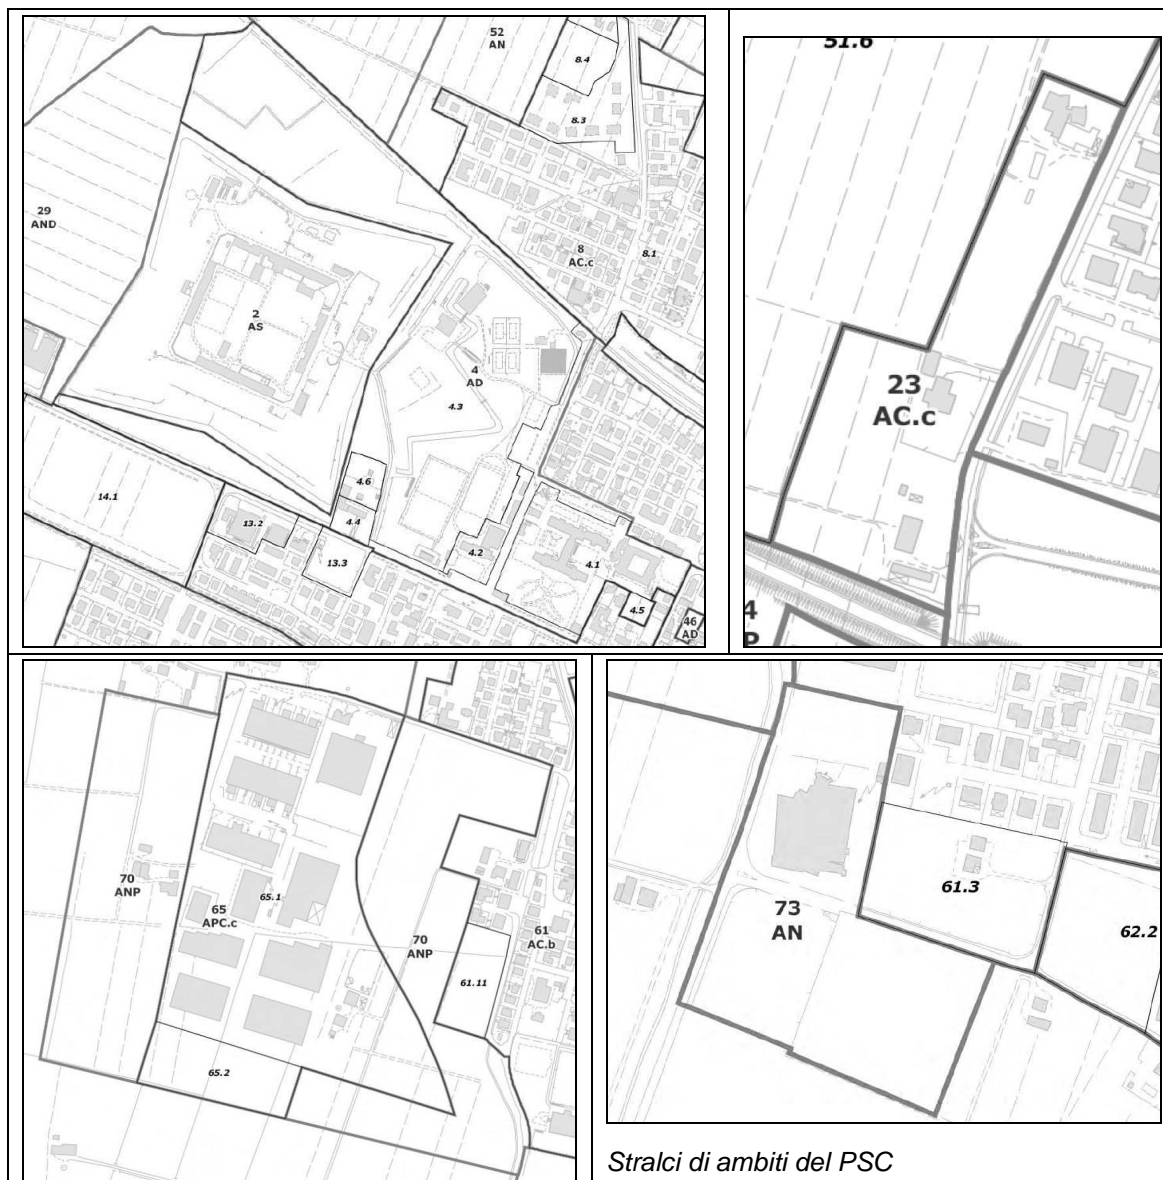 52
AN
8.4
8.3
29
AND
8
AC.c
8.1
2
AS
4
AD
4.3
4.6
14.1
13.2
4.4
13.3
4.2
4.1
4.5
46
AD
51.6
23
AC.c
4
P
70
ANP
65
APC.c
65.1
70
ANP
61
AC.b
61.11
65.2
61.3
73
AN
62.2
Stralci di ambiti del PSC